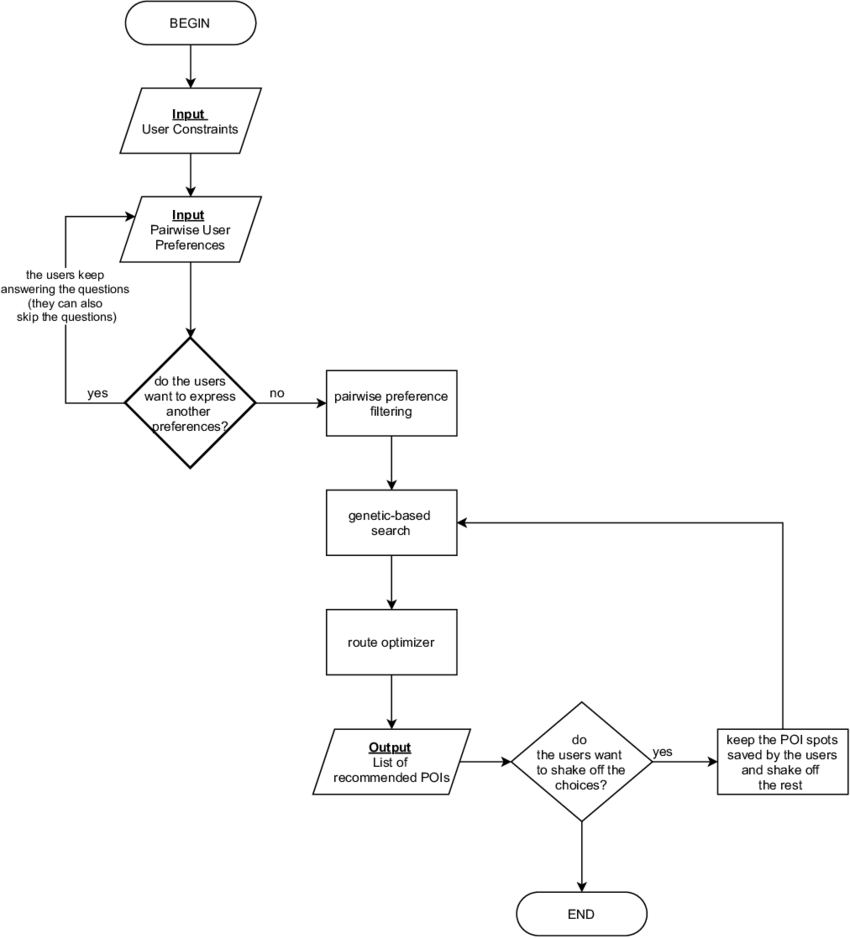 BEGIN
Input
User Constraints
Input
Pairwise User
Preferences
the users keep
answering the questions
(they can also
skip the questions)
do the users
want to express
another
preferences?
yes
no
pairwise preference
filtering
genetic-based
search
route optimizer
Output
List of
recommended POIs
do
the users want
to shake off the
choices?
yes
keep the POI spots
saved by the users
and shake off
the rest
END